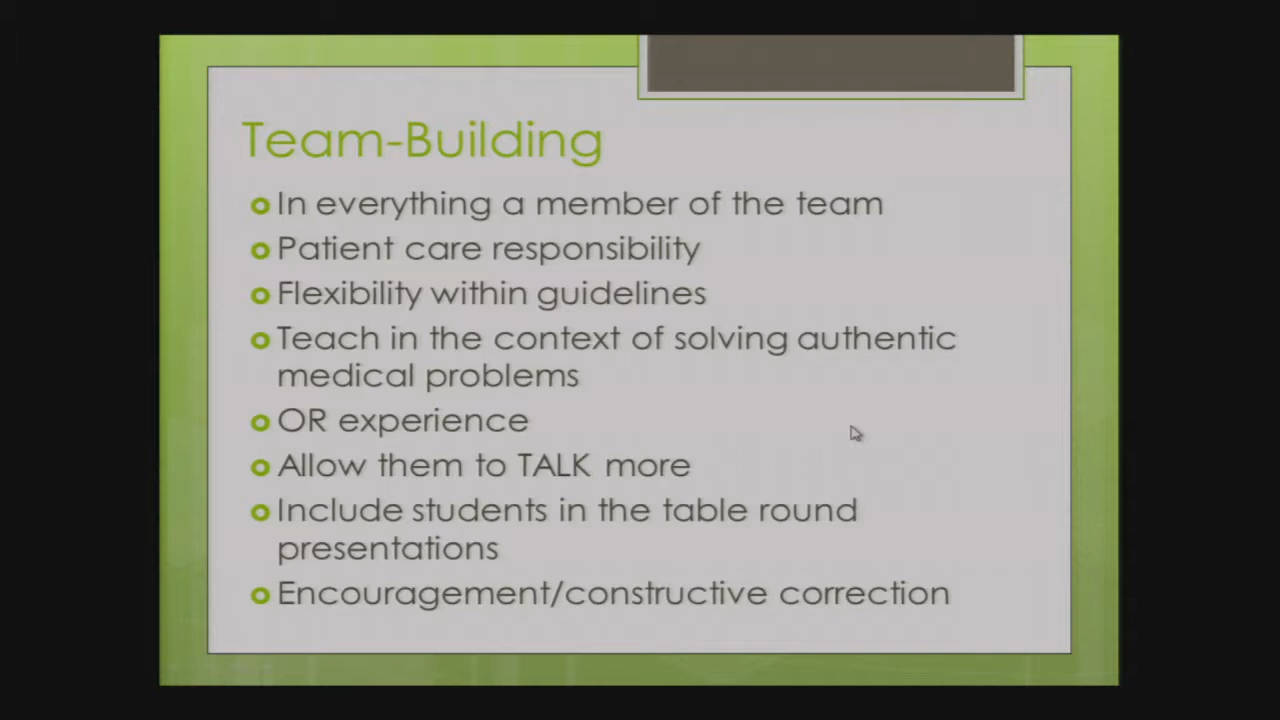 Team-Building
In everything a member of the team
Patient care responsibility
Flexibility within guidelines
Teach in the context of solving authentic
medical problems
OR experience
Allow them to TALK more
Include students in the table round
presentations
Encouragement/constructive correction